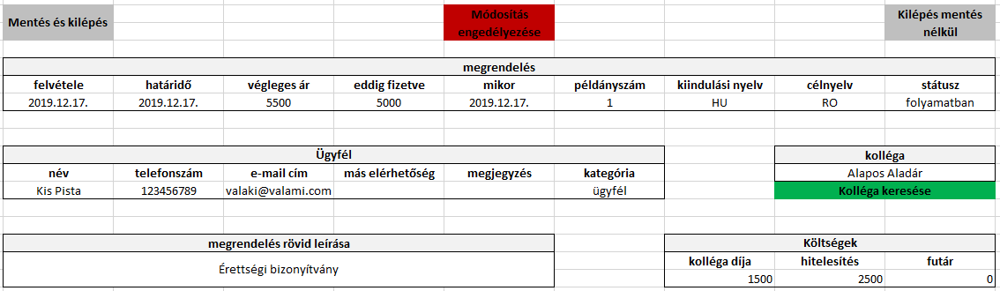 Mentés és kilépés
Módosítás engedélyezése
Kilépés mentés nélkül
megrendelés
felvétele határidő végleges ár eddig fizetve mikor példányszám kiindulási nyelv célnyelv státusz
2019.12.17. 2019.12.17. 5500 5000 2019.12.17. 1 HU RO folyamatban
Ügyfél kolléga
név telefonszám e-mail cím más elérhetőség megjegyzés kategória Alapos Aladár
Kis Pista 123456789 valaki@valami.com ügyfél Kolléga keresése
megrendelés rövid leírása Költségek
Érettségi bizonyítvány
kolléga díja hitelesítés futár
1500 2500 0